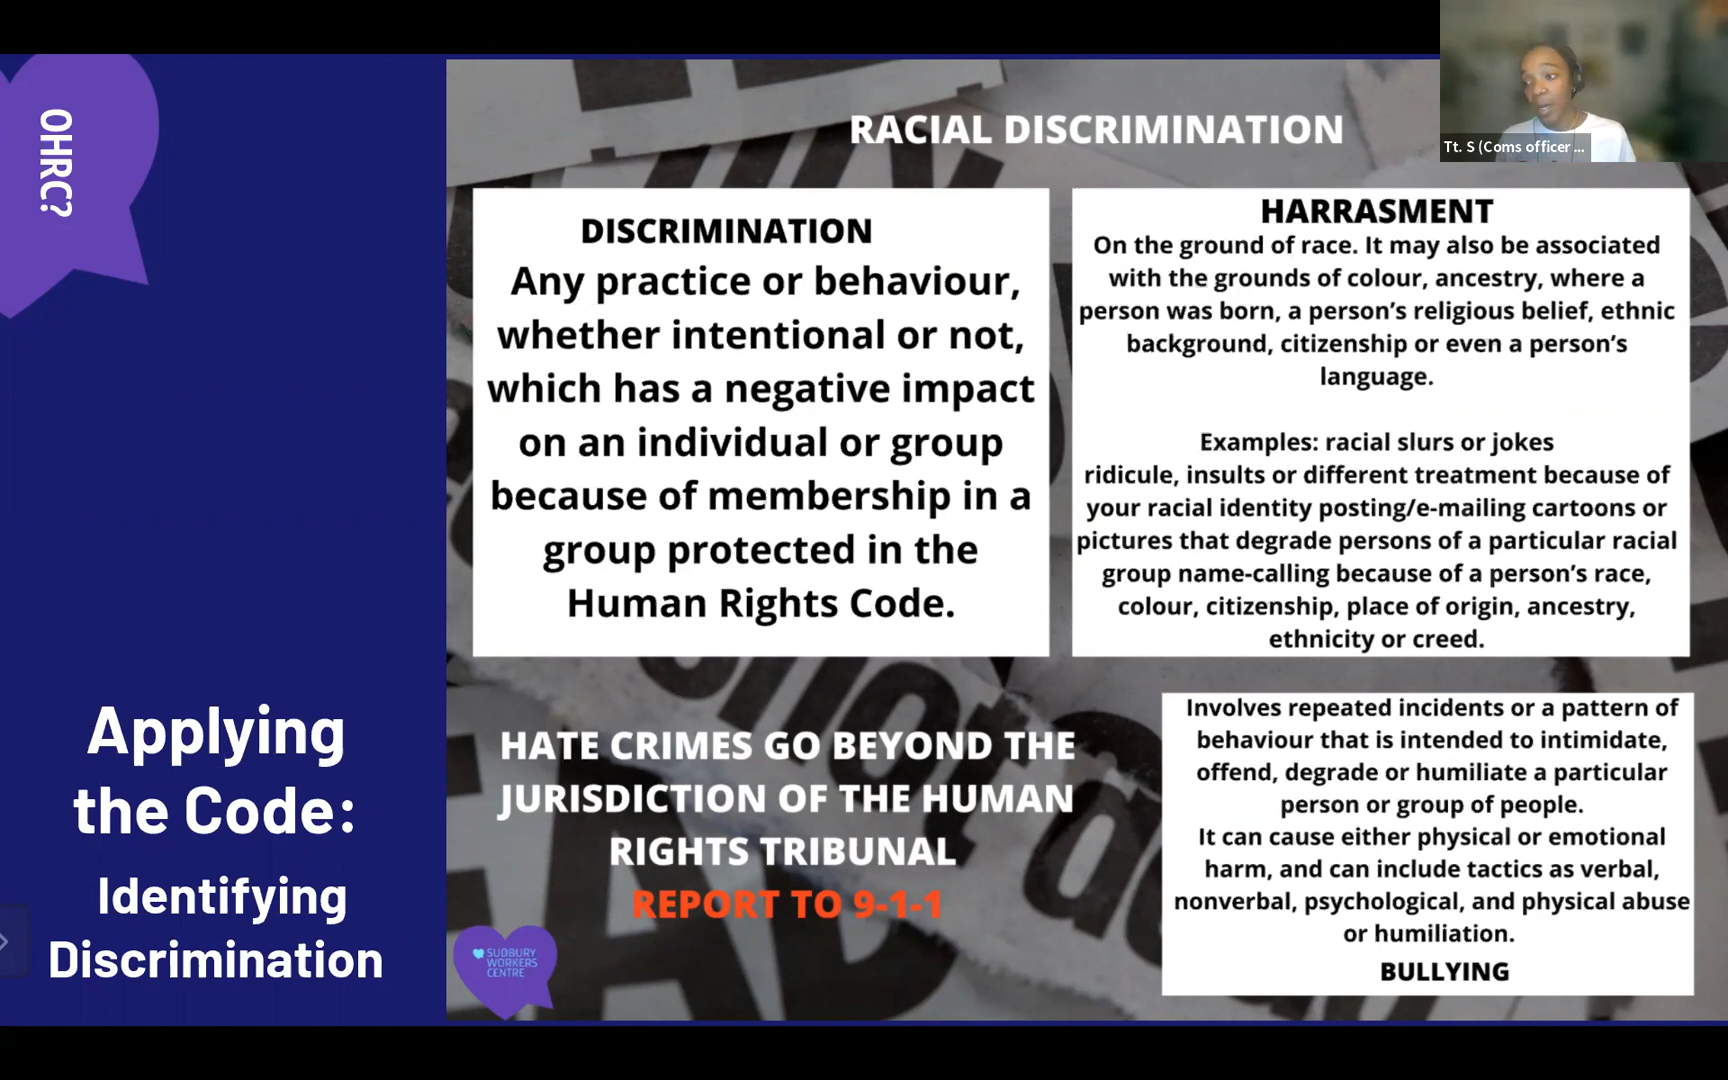 OHRC?
Applying
the Code:
Identifying
Discrimination
RACIAL DISCRIMINATION
DISCRIMINATION
Any practice or behaviour,
whether intentional or not,
which has a negative impact
on an individual or group
because of membership in a
group protected in the
Human Rights Code.
HARRASMENT
On the ground of race. It may also be associated
with the grounds of colour, ancestry, where a
person was born, a person's religious belief, ethnic
background, citizenship or even a person's
language.
Examples: racial slurs or jokes
ridicule, insults or different treatment because of
your racial identity posting/e-mailing cartoons or
pictures that degrade persons of a particular racial
group name-calling because of a person's race,
colour, citizenship, place of origin, ancestry,
ethnicity or creed.
HATE CRIMES GO BEYOND THE
JURISDICTION OF THE HUMAN
RIGHTS TRIBUNAL
REPORT TO 9-1-1
SUDBURY
WORKERS
CENTRE
Involves repeated incidents or a pattern of
behaviour that is intended to intimidate,
offend, degrade or humiliate a particular
person or group of people.
It can cause either physical or emotional
harm, and can include tactics as verbal,
nonverbal, psychological, and physical abuse
or humiliation.
BULLYING
Tt. S (Coms officer ...